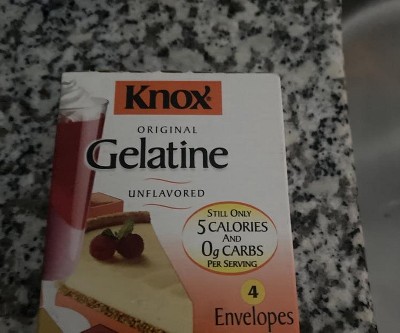 Knox
ORIGINAL
Gelatine
UNFLAVORED
STILL ONLY
5 CALORIES
AND
0g CARBS
PER SERVING
4
Envelopes